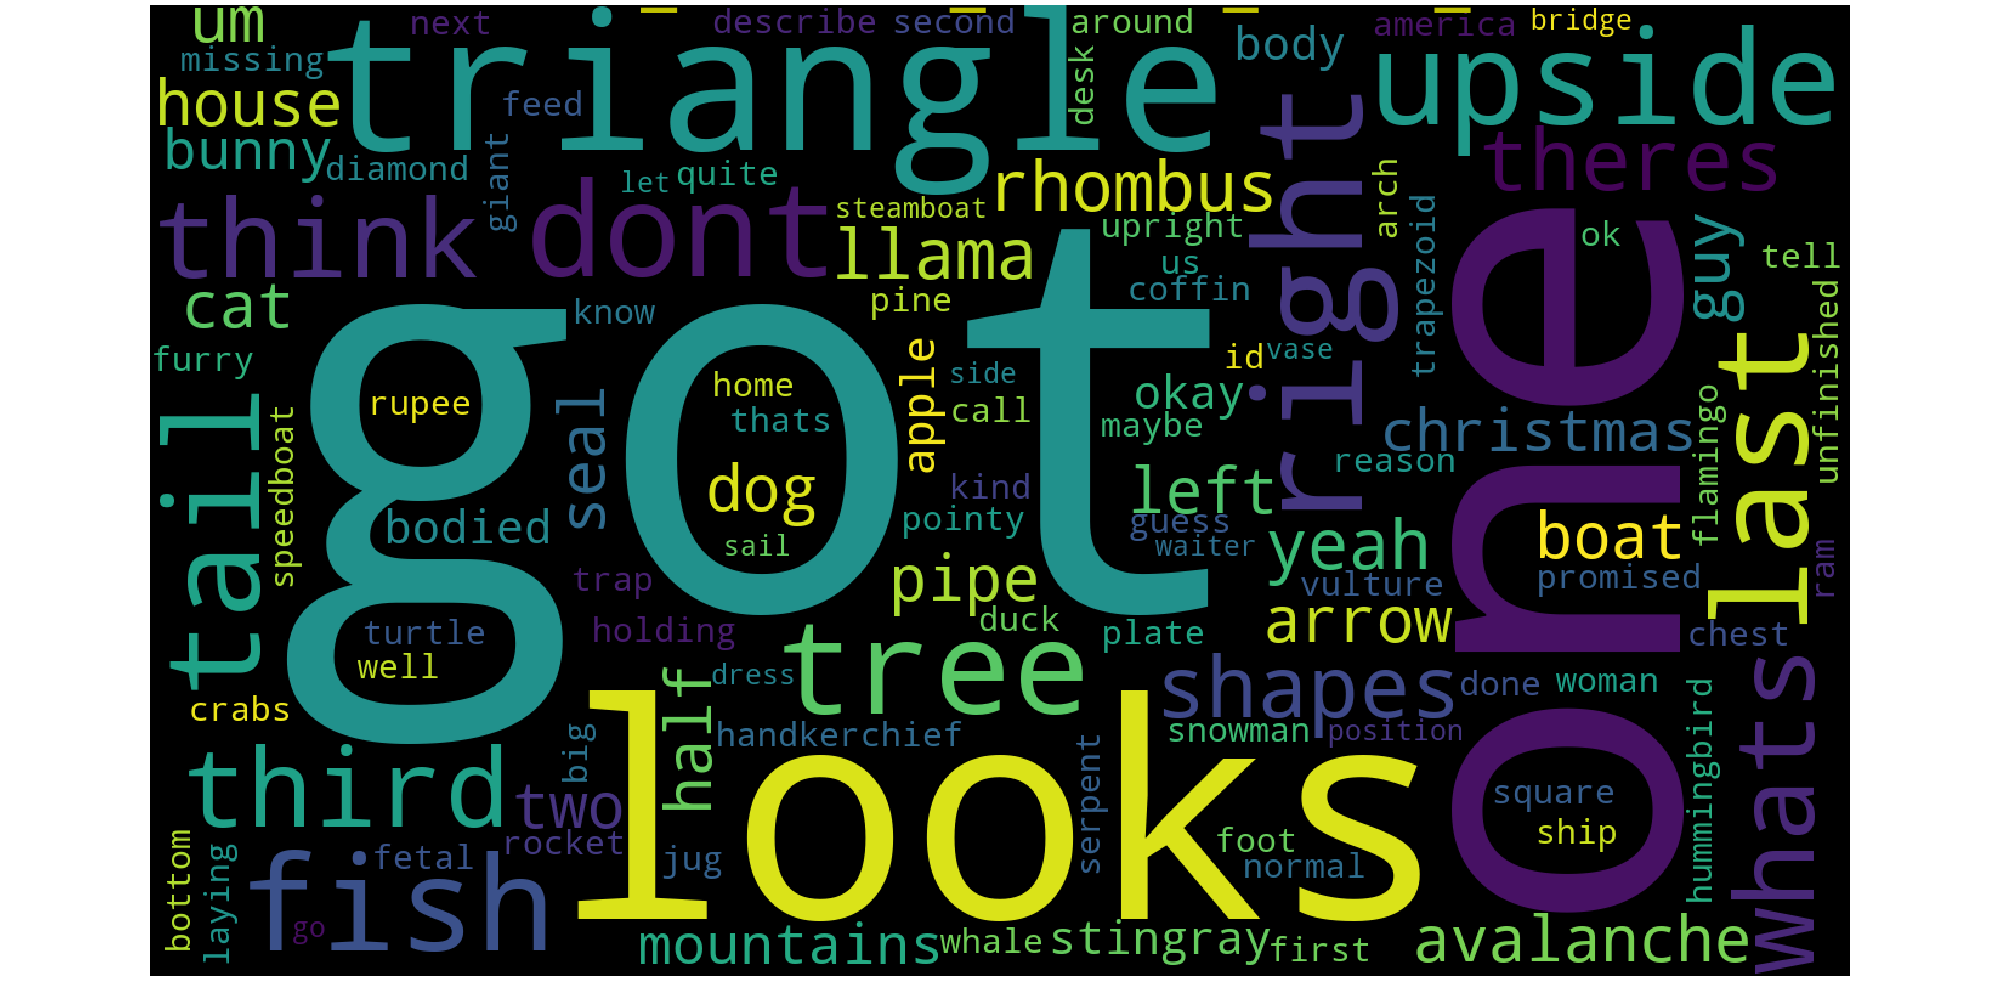 um
next
describe
second
around
america
bridge
missing
triangle
desk
body
upside
house
feed
bunny
diamond
giant
let
quite
rhombus
right
arch
theres
think
dont
steamboat
llama
upright
us
coffin
trapezoid
ok
guy
tell
cat
know
pine
got
one
unfinished
furry
rupee
home
thats
seal
apple
side
call
okay
maybe
id
vase
christmas
reason
flamingo
last
tail
speedboat
bodied
dog
sail
kind
pointy
left
guess
waiter
yeah
boat
promised
ram
trap
pipe
vulture
arrow
turtle
well
holding
duck
plate
chest
crabs
half
dress
tree
shapes
done
woman
third
big
handkerchief
snowman
position
hummingbird
whats
two
rocket
looks
serpent
square
ship
bottom
laying
fetal
fish
go
jug
foot
normal
mountains
whale
stingray
first
avalanche